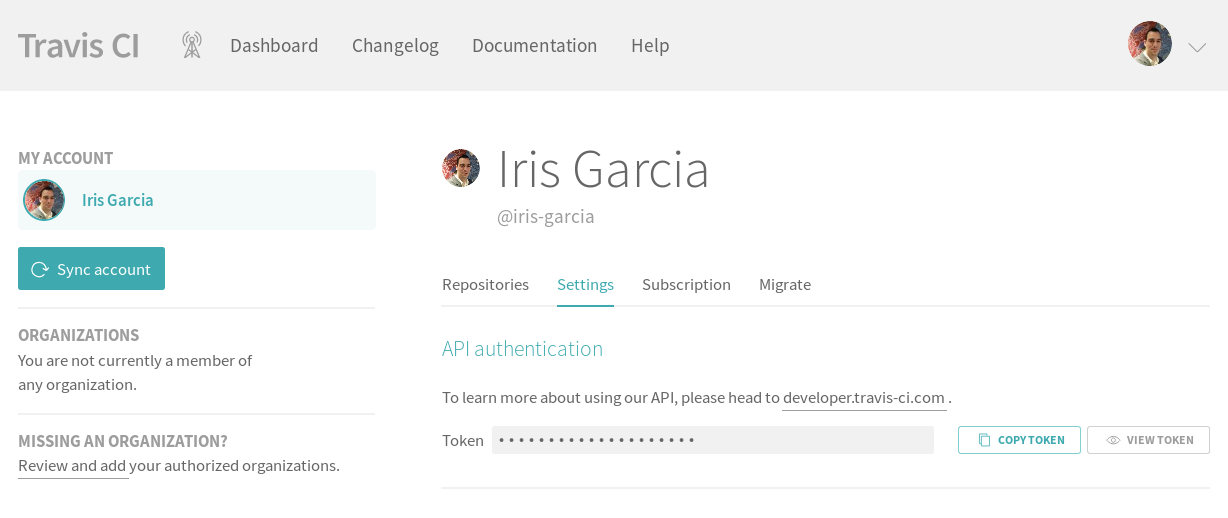 Travis CI
Dashboard
Changelog
Documentation
Help
MY ACCOUNT
Iris Garcia
Sync account
ORGANIZATIONS
You are not currently a member of
any organization.
MISSING AN ORGANIZATION?
Review and add your authorized organizations.
Iris Garcia
@iris-garcia
Repositories
Settings
Subscription
Migrate
API authentication
To learn more about using our API, please head to developer.travis-ci.com .
Token
••••••••••••••••••••
COPY TOKEN
VIEW TOKEN